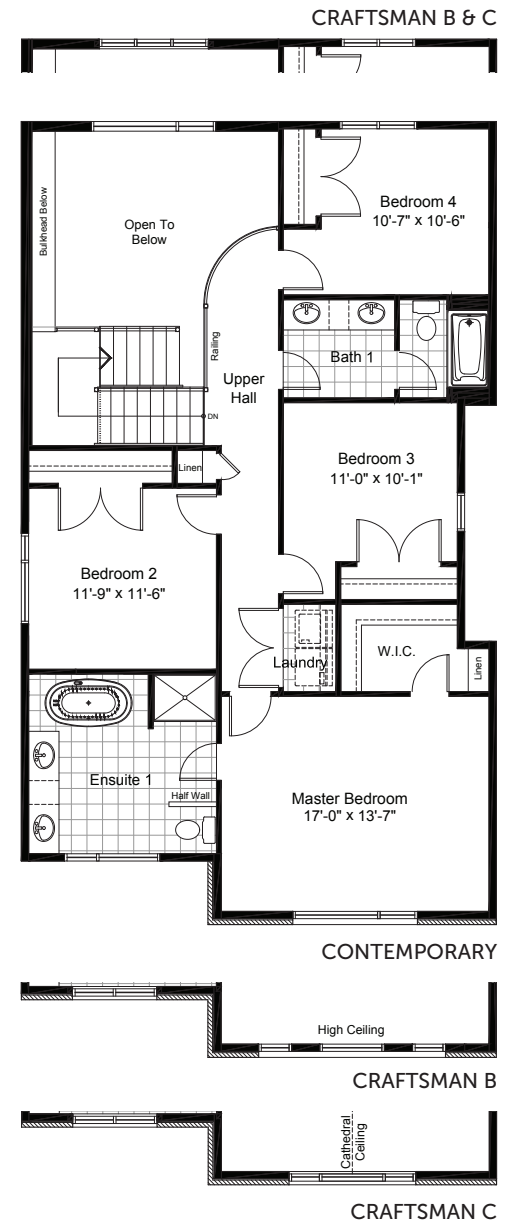 CRAFTSMAN B & C
Bulkhead Below
Open To
Below
Bedroom 4
10'-7" x 10'-6"
Railing
Bath 1
Upper
Hall
DN
Linen
Bedroom 3
11'-0" x 10'-1"
Bedroom 2
11'-9" x 11'-6"
Laundry
W.I.C.
Linen
Ensuite 1
Half Wall
Master Bedroom
17'-0" x 13'-7"
CONTEMPORARY
High Ceiling
CRAFTSMAN B
Cathedral
Ceiling
CRAFTSMAN C